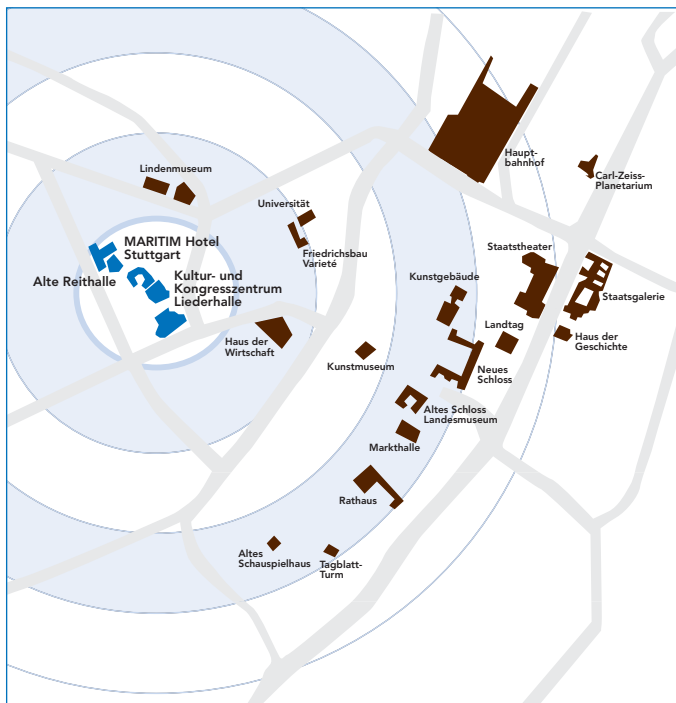 Haupt-
bahnhof
Carl-Zeiss-
Planetarium
Lindenmuseum
Universität
MARITIM Hotel
Stuttgart
Friedrichsbau
Varieté
Staatstheater
Alte Reithalle
Kultur- und
Kongresszentrum
Liederhalle
Kunstgebäude
Staatsgalerie
Landtag
Haus der
Geschichte
Haus der
Wirtschaft
Kunstmuseum
Neues
Schloss
Altes Schloss
Landesmuseum
Markthalle
Rathaus
Altes
Schauspielhaus
Tagblatt-
Turm